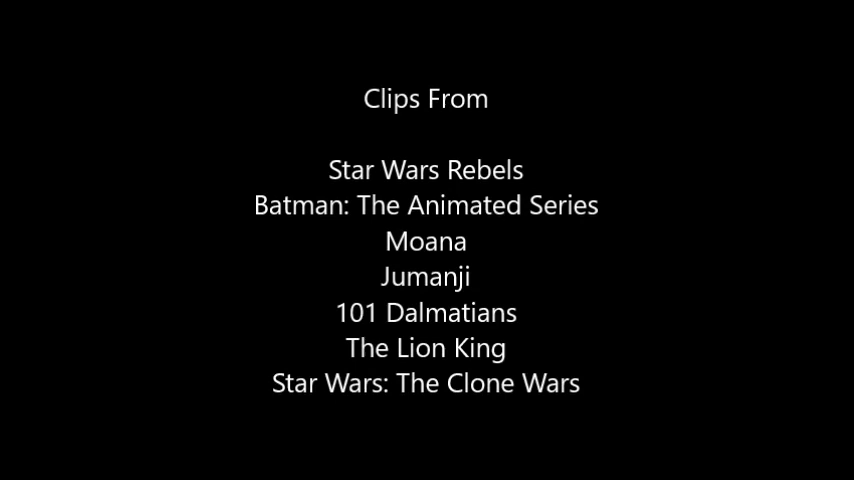 Clips From
Star Wars Rebels
Batman: The Animated Series
Moana
Jumanji
101 Dalmatians
The Lion King
Star Wars: The Clone Wars